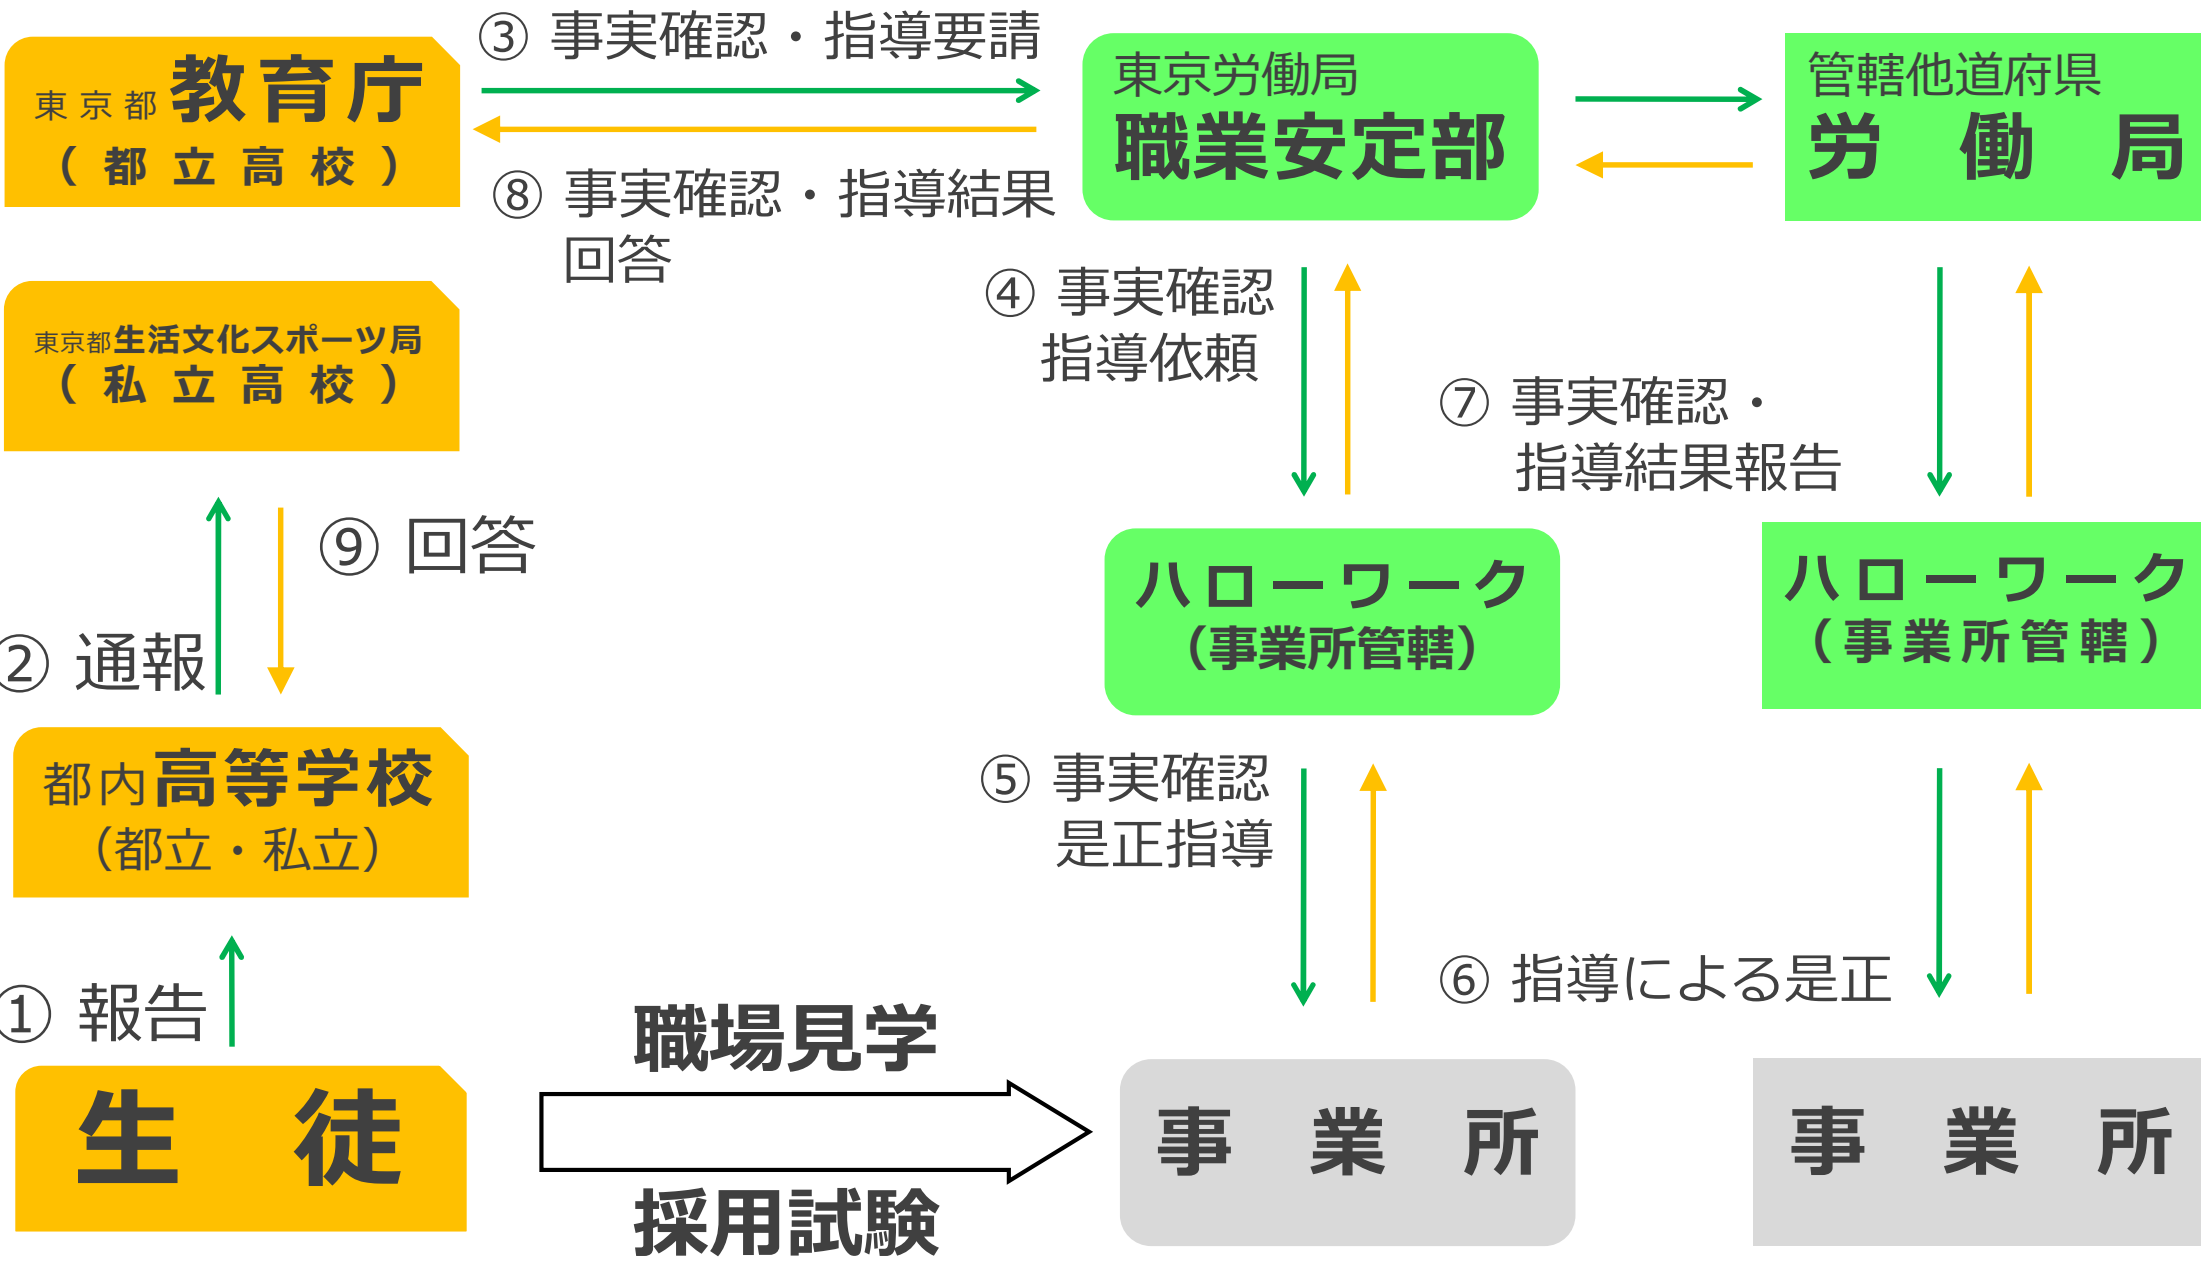 東京都 教育庁
（都立高校）
③ 事実確認・指導要請
⑧ 事実確認・指導結果
回答
東京労働局
職業安定部
管轄他道府県
労働局
東京都生活文化スポーツ局
（私立高校）
④ 事実確認
指導依頼
⑦ 事実確認・
指導結果報告
⑨ 回答
② 通報
ハローワーク
（事業所管轄）
ハローワーク
（事業所管轄）
都内高等学校
（都立・私立）
⑤ 事実確認
是正指導
⑥ 指導による是正
① 報告
生徒
職場見学
採用試験
事業所
事業所